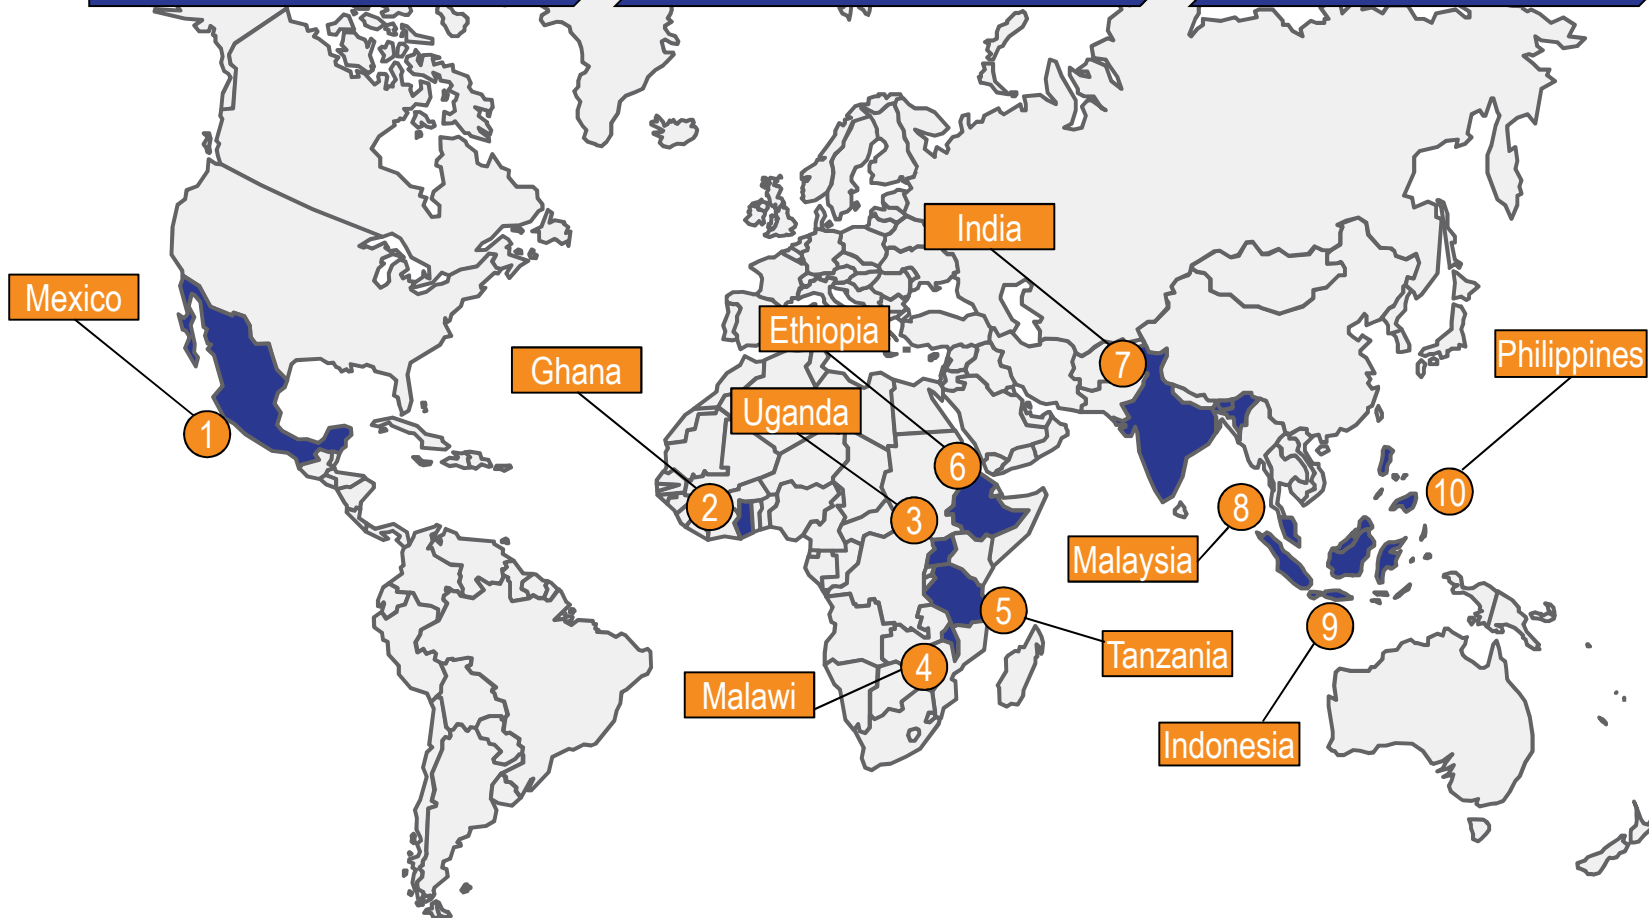 India
Mexico
Ethiopia
Philippines
Ghana
7
Uganda
1
6
10
2
8
3
Malaysia
5
9
Tanzania
4
Malawi
Indonesia